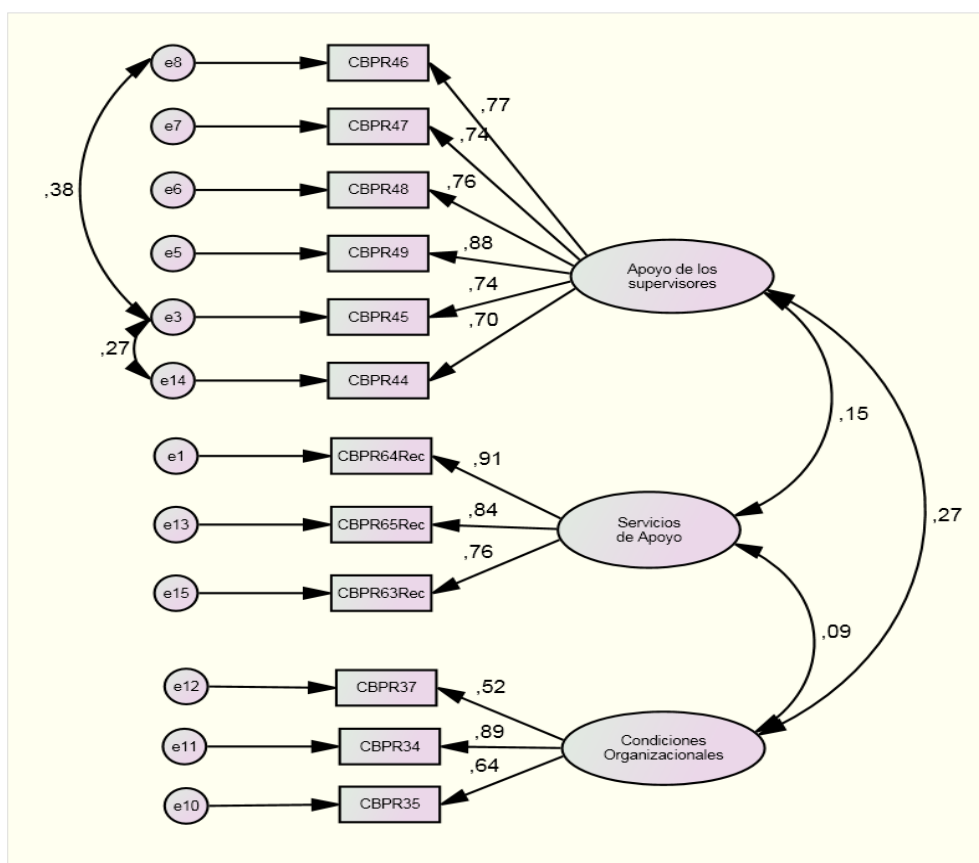 e8
CBPR46
,77
e7
CBPR47
,74
,38
e6
CBPR48
,76
e5
CBPR49
,88
Apoyo de los
supervisores
e3
CBPR45
,74
,27
e14
CBPR44
,70
,15
e1
CBPR64Rec
,91
e13
CBPR65Rec
,84
Servicios
de Apoyo
,27
e15
CBPR63Rec
,76
,09
e12
CBPR37
,52
e11
CBPR34
,89
Condiciones
Organizacionales
e10
CBPR35
,64